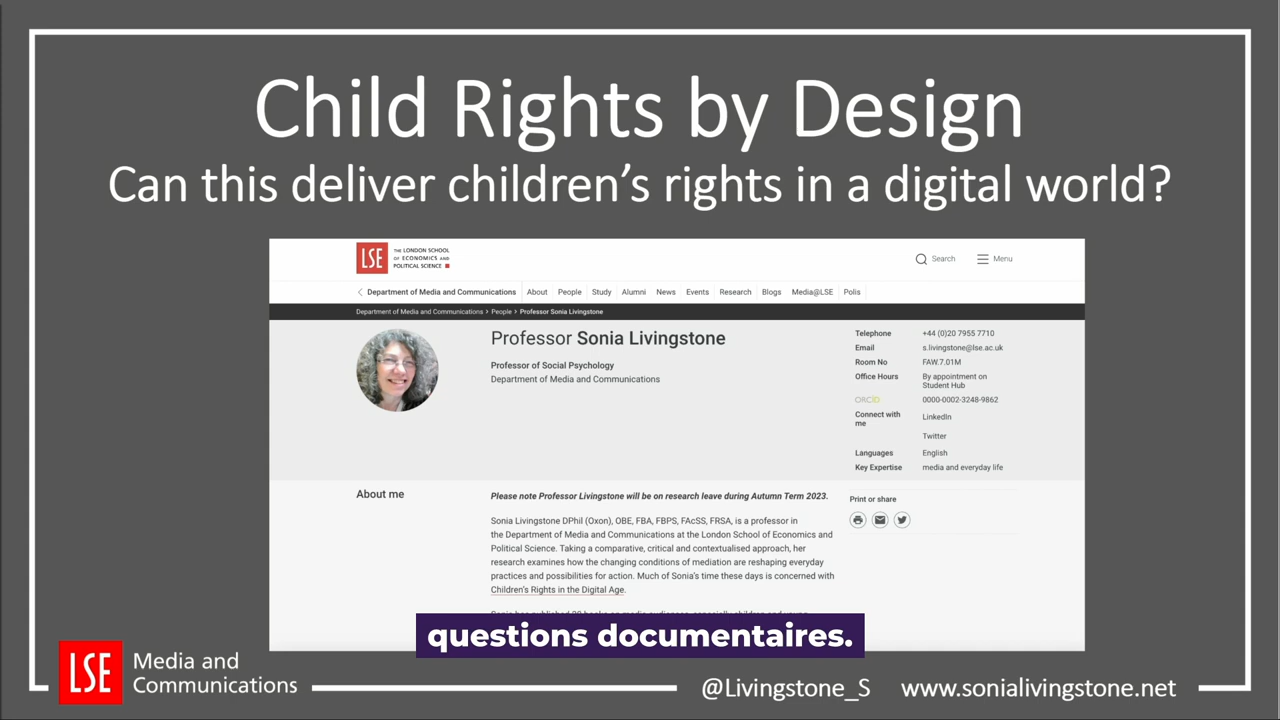 Child Rights by Design
Can this deliver children's rights in a digital world?
LSE
THE LONDON SCHOOL
OF ECONOMICS AND
POLITICAL SCIENCE
Search
Menu
Department of Media and Communications
About
People
Study
Alumni
News
Events
Research
Blogs
Media@LSE
Polis
Department of Media and Communications > People > Professor Sonia Livingstone
Professor Sonia Livingstone
Professor of Social Psychology
Department of Media and Communications
Telephone +44 (0)20 7955 7710
Email s.livingstone@lse.ac.uk
Room No FAW.7.01M
Office Hours By appointment on
Student Hub
ORCID 0000-0002-3248-9862
Connect with me LinkedIn
Twitter
Languages English
Key Expertise media and everyday life
About me
Please note Professor Livingstone will be on research leave during Autumn Term 2023.
Sonia Livingstone DPhil (Oxon), OBE, FBA, FBPS, FAcSS, FRSA, is a professor in
the Department of Media and Communications at the London School of Economics and
Political Science. Taking a comparative, critical and contextualised approach, her
research examines how the changing conditions of mediation are reshaping everyday
practices and possibilities for action. Much of Sonia's time these days is concerned with
Children's Rights in the Digital Age.
Print or share
questions documentaires.
LSE
Media and
Communications
@Livingstone_S
www.sonialivingstone.net